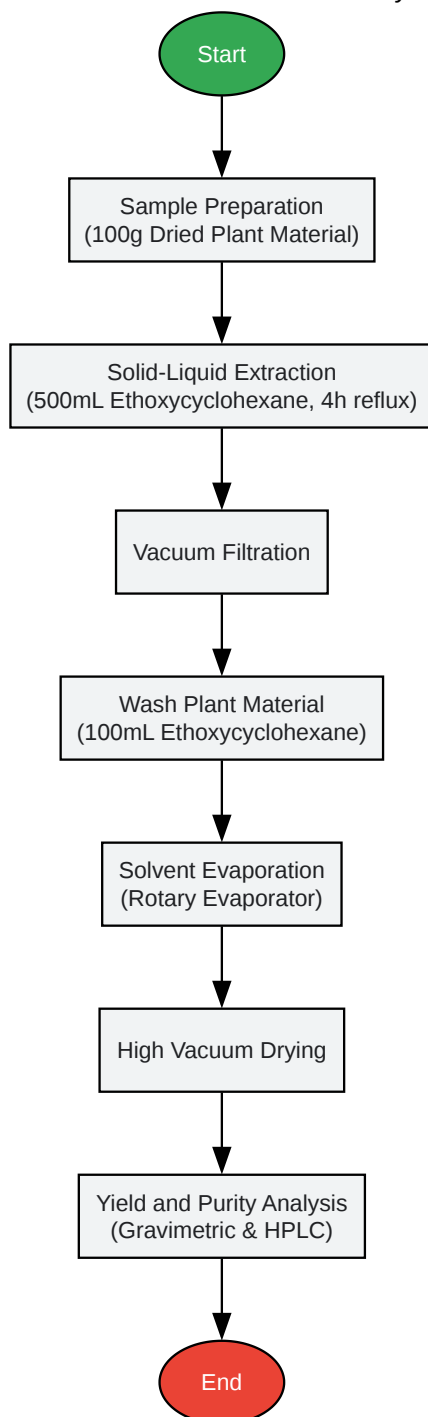 Start
Sample Preparation
(100g Dried Plant Material)
Solid-Liquid Extraction
(500mL Ethoxycyclohexane, 4h reflux)
Vacuum Filtration
Wash Plant Material
(100mL Ethoxycyclohexane)
Solvent Evaporation
(Rotary Evaporator)
High Vacuum Drying
Yield and Purity Analysis
(Gravimetric & HPLC)
End